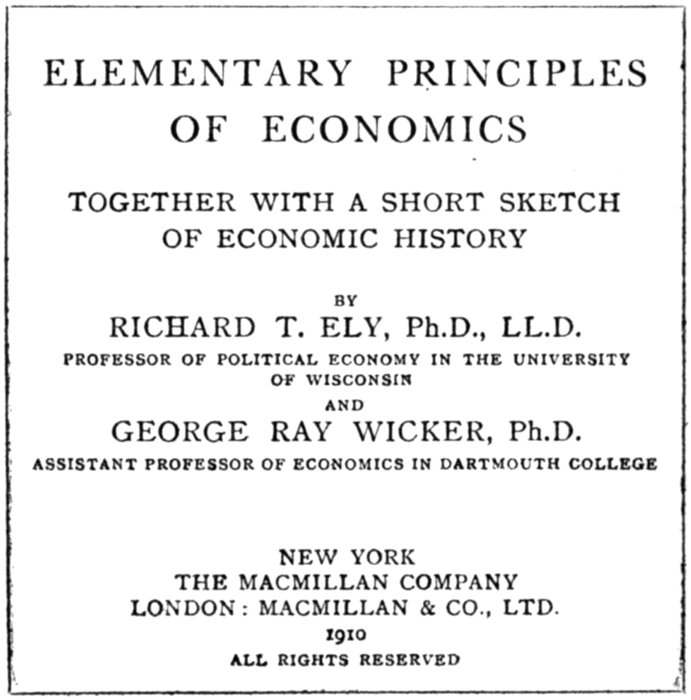 ELEMENTARY PRINCIPLES
OF ECONOMICS
TOGETHER WITH A SHORT SKETCH
OF ECONOMIC HISTORY
BY
RICHARD T. ELY, Ph.D., LL.D.
PROFESSOR OF POLITICAL ECONOMY IN THE UNIVERSITY
OF WISCONSIN
AND
GEORGE RAY WICKER, Ph.D.
ASSISTANT PROFESSOR OF ECONOMICS IN DARTMOUTH COLLEGE
NEW YORK
THE MACMILLAN COMPANY
LONDON: MACMILLAN & CO., LTD.
1910
ALL RIGHTS RESERVED